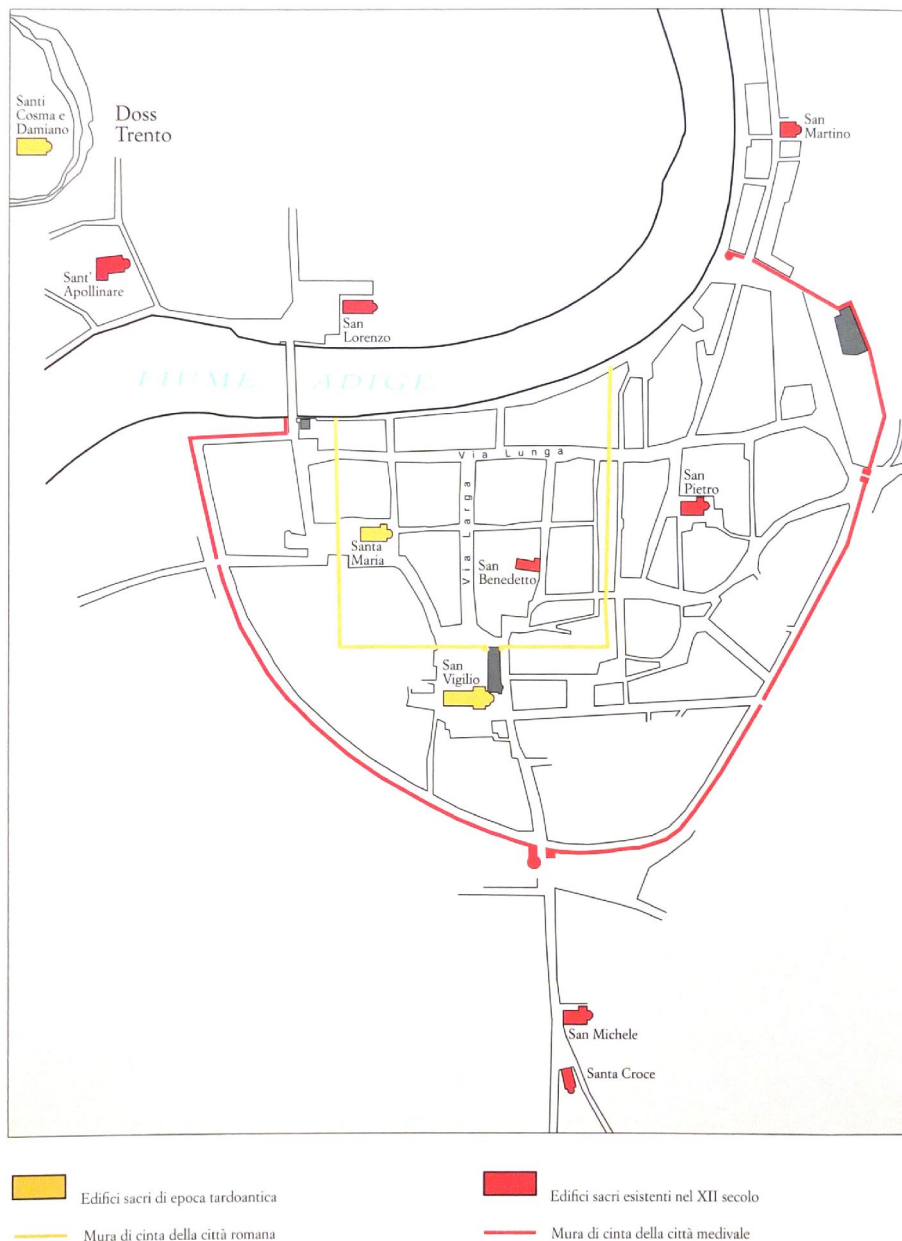 Santi
Cosma e
Damiano
Doss
Trento
San
Martino
Sant'
Apollinare
San
Lorenzo
FIUME ADIGE
Via Lunga
Via Larga
San
Pietro
Santa
Maria
San
Benedetto
San
Vigilio
San Michele
Santa Croce
Edifici sacri di epoca tardoantica
Edifici sacri esistenti nel XII secolo
Mura di cinta della città romana
Mura di cinta della città medivale